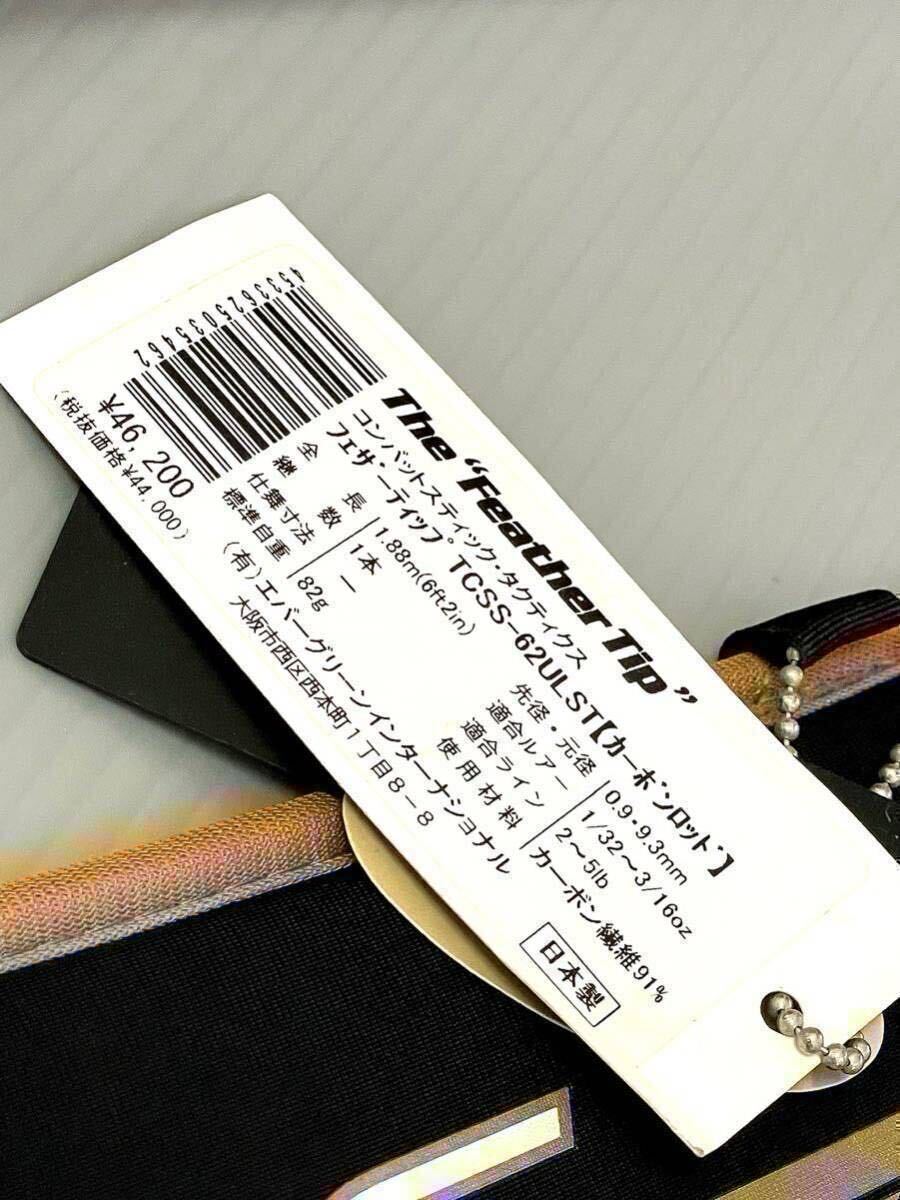 The "Feather Tip"
コンバットスティック・タクティクス
フェザーティップ TCSS-62ULST【カーボンロッド】
全長 1.88m(6ft2in)
継数 1本
仕舞寸法 ー
標準自重 82g
先径・元径 0.9・9.3mm
適合ルアー 1/32～3/16oz
適合ライン 2～5lb
使用材料 カーボン繊維91%
(有)エバーグリーンインターナショナル
大阪市西区西本町1丁目8-8
日本製
4533625035462
¥46,200
(税抜価格¥44,000)